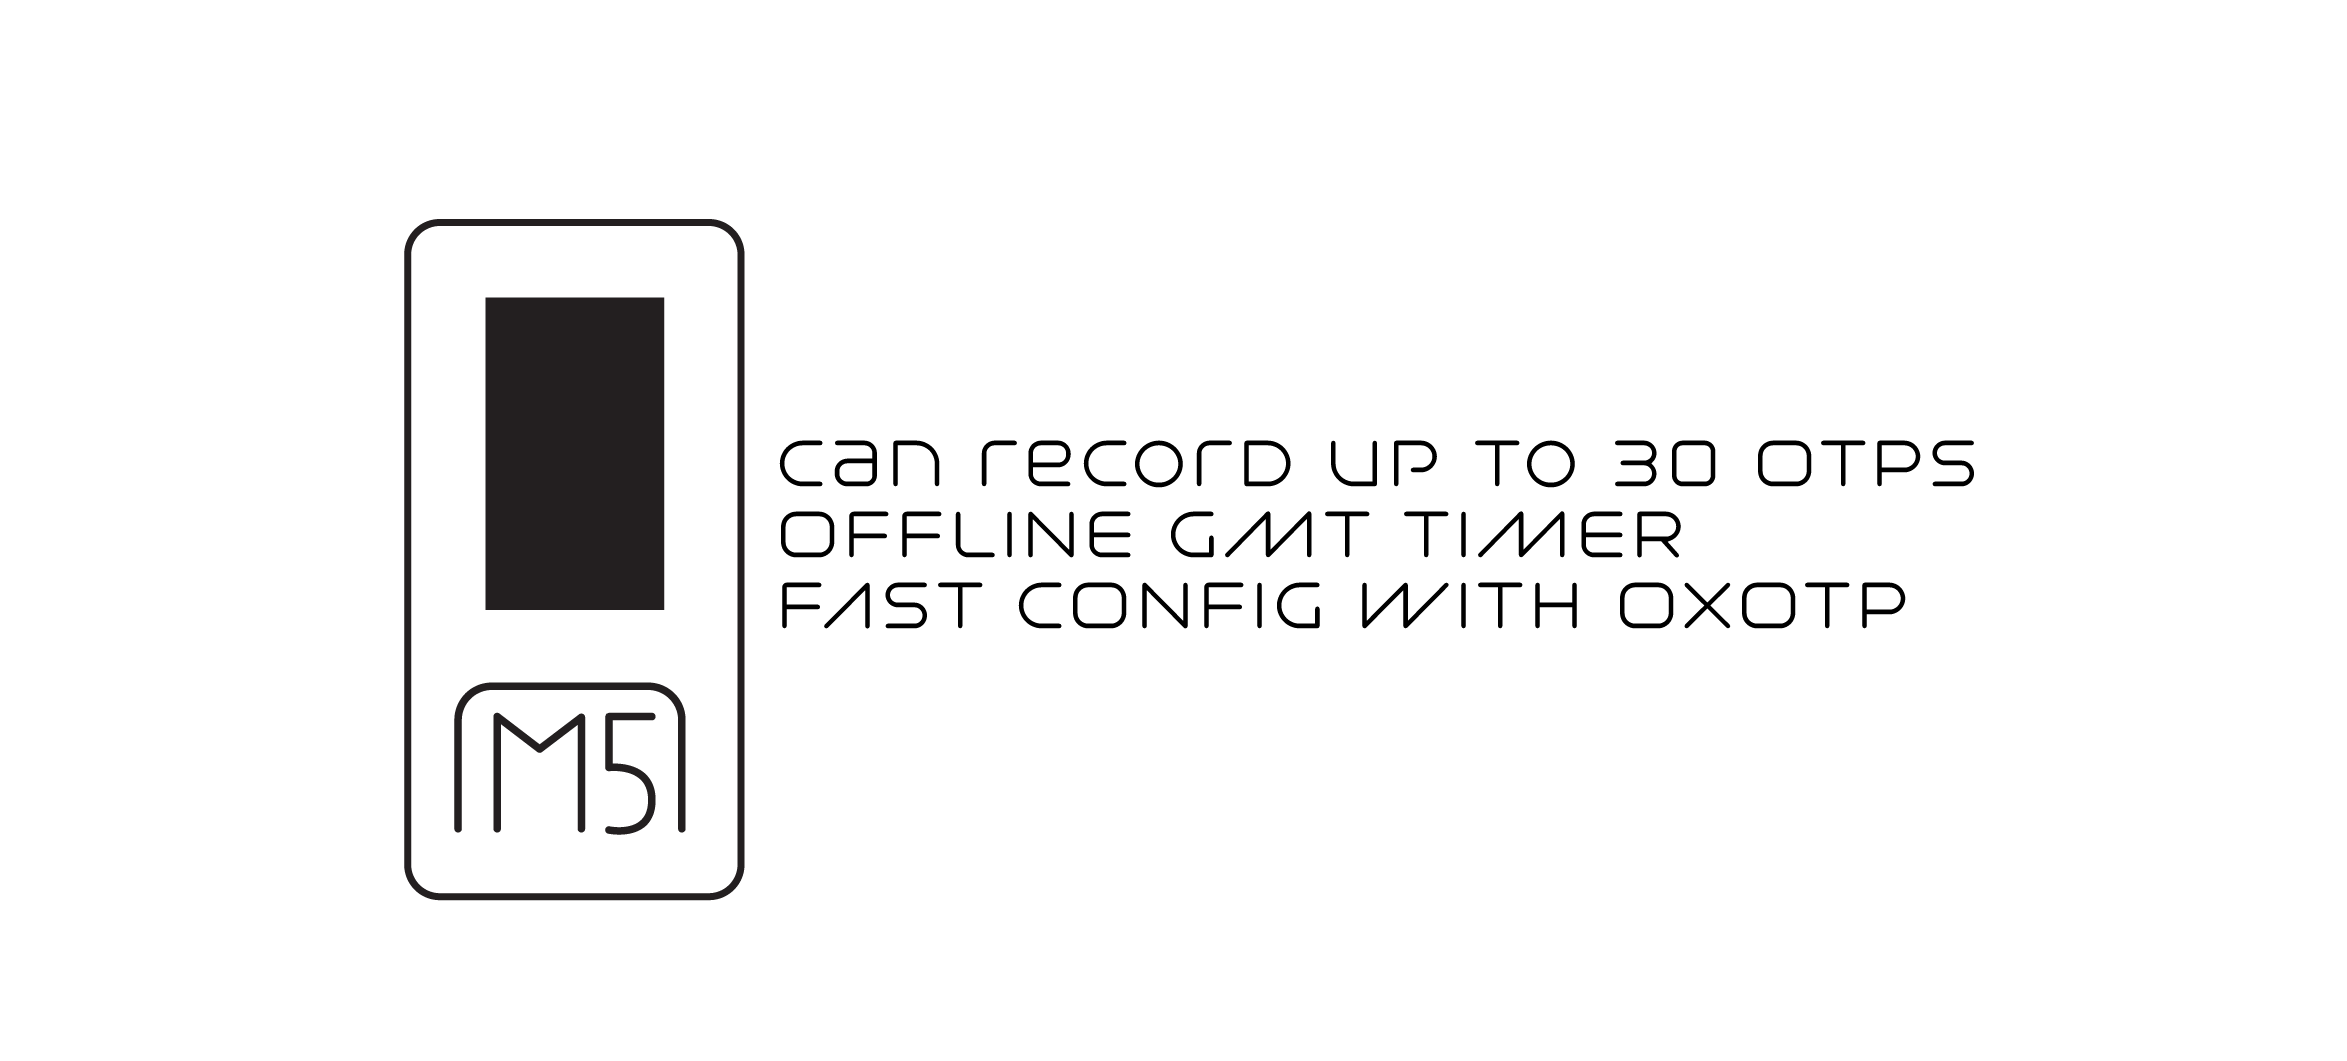 can recorD UP TO 30 OTPS
OFFLINE GMT TIMER
FAST CONFIG WITH OXOTP
M5